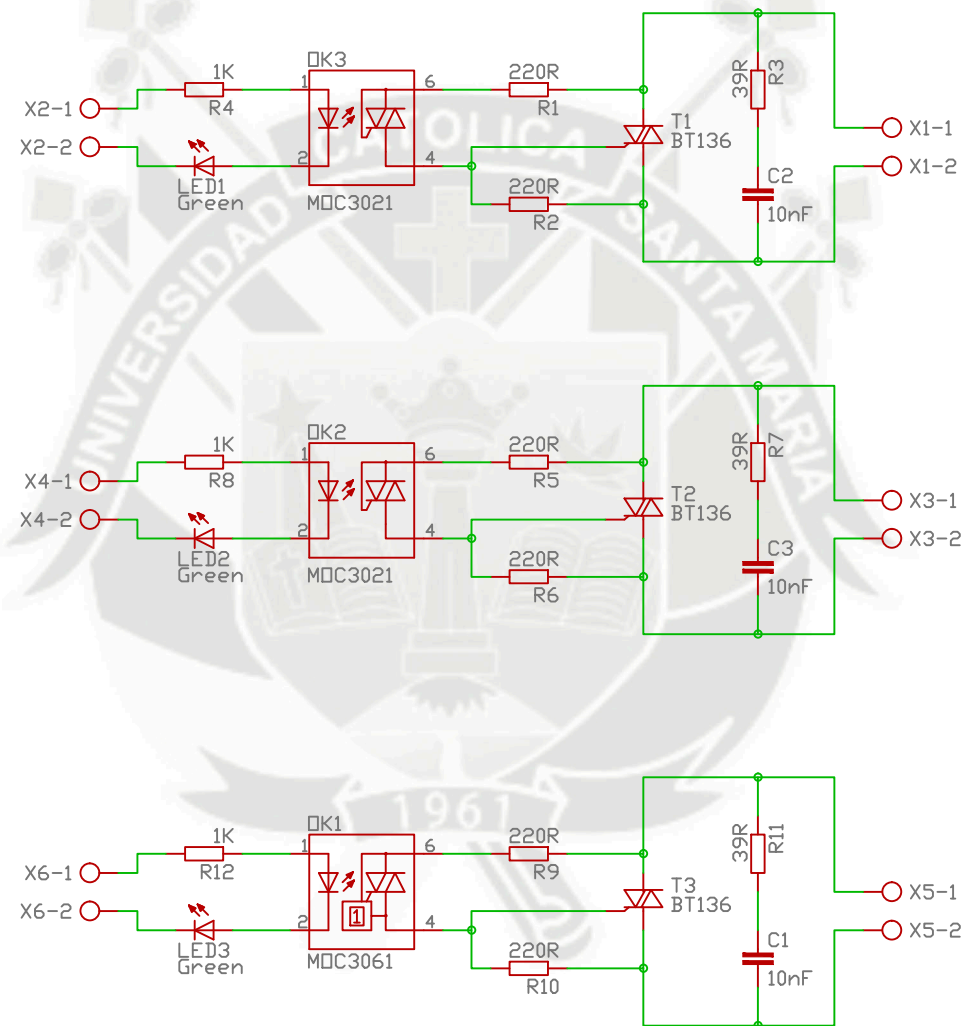 UNIVERSIDAD CATOLICA SANTA MARIA
1961
OK3
1K
1
6
220R
39R
R3
X2-1
R4
R1
T1
BT136
X1-1
X2-2
2
4
X1-2
LED1
Green
MOC3021
220R
R2
C2
10nF
OK2
1K
1
6
220R
39R
R7
X4-1
R8
R5
T2
BT136
X3-1
X4-2
2
4
X3-2
LED2
Green
MOC3021
220R
R6
C3
10nF
OK1
1K
1
6
220R
39R
R11
X6-1
R12
R9
T3
BT136
X5-1
X6-2
1
2
4
X5-2
LED3
Green
MOC3061
220R
R10
C1
10nF